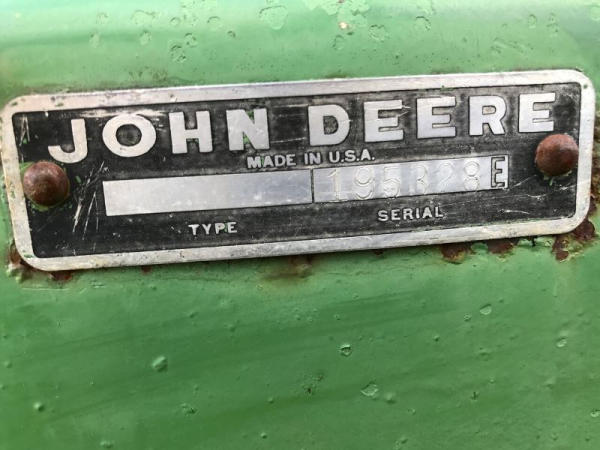 JOHN DEERE
MADE IN U.S.A.
TYPE SERIAL